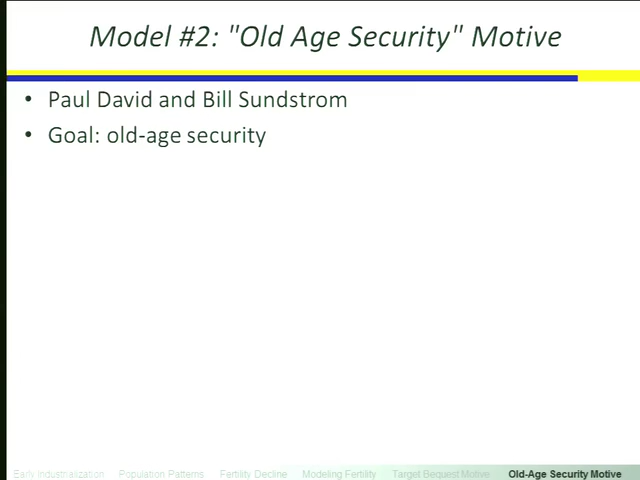 Model #2: "Old Age Security" Motive
• Paul David and Bill Sundstrom
• Goal: old-age security
Early Industrialization Population Patterns Fertility Decline Modeling Fertility Target Bequest Motive Old-Age Security Motive